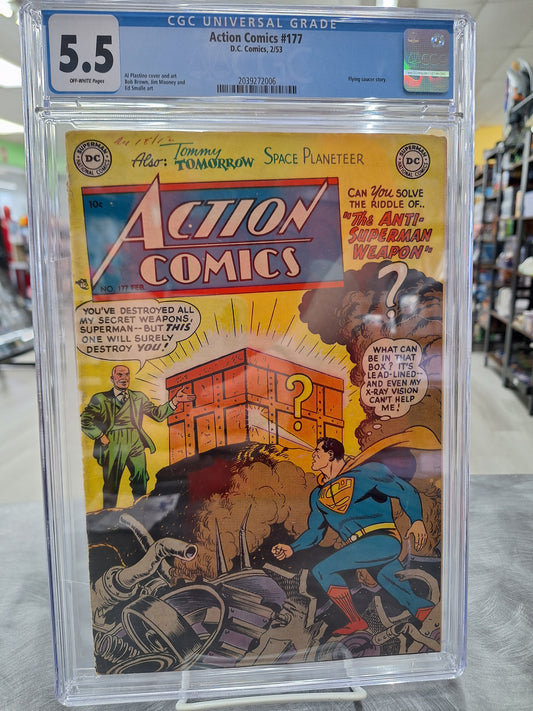 CGC UNIVERSAL GRADE
5.5
OFF-WHITE Pages
Action Comics #177
D.C. Comics, 2/53
Al Plastino cover and art
Bob Brown, Jim Mooney and
Ed Smalle art
2039272006
Flying saucer story.
SUPERMAN
DC
NATIONAL COMICS
Also: Tommy TOMORROW SPACE PLANETEER
SUPERMAN
DC
NATIONAL COMICS
10¢
ACTION
COMICS
NO. 177 FEB.
CAN YOU SOLVE
THE RIDDLE OF..
"THE ANTI-
SUPERMAN
WEAPON"
?
YOU'VE DESTROYED ALL
MY SECRET WEAPONS,
SUPERMAN--BUT THIS
ONE WILL SURELY
DESTROY YOU!
?
WHAT CAN
BE IN THAT
BOX? IT'S
LEAD-LINED--
AND EVEN MY
X-RAY VISION
CAN'T HELP
ME!
S